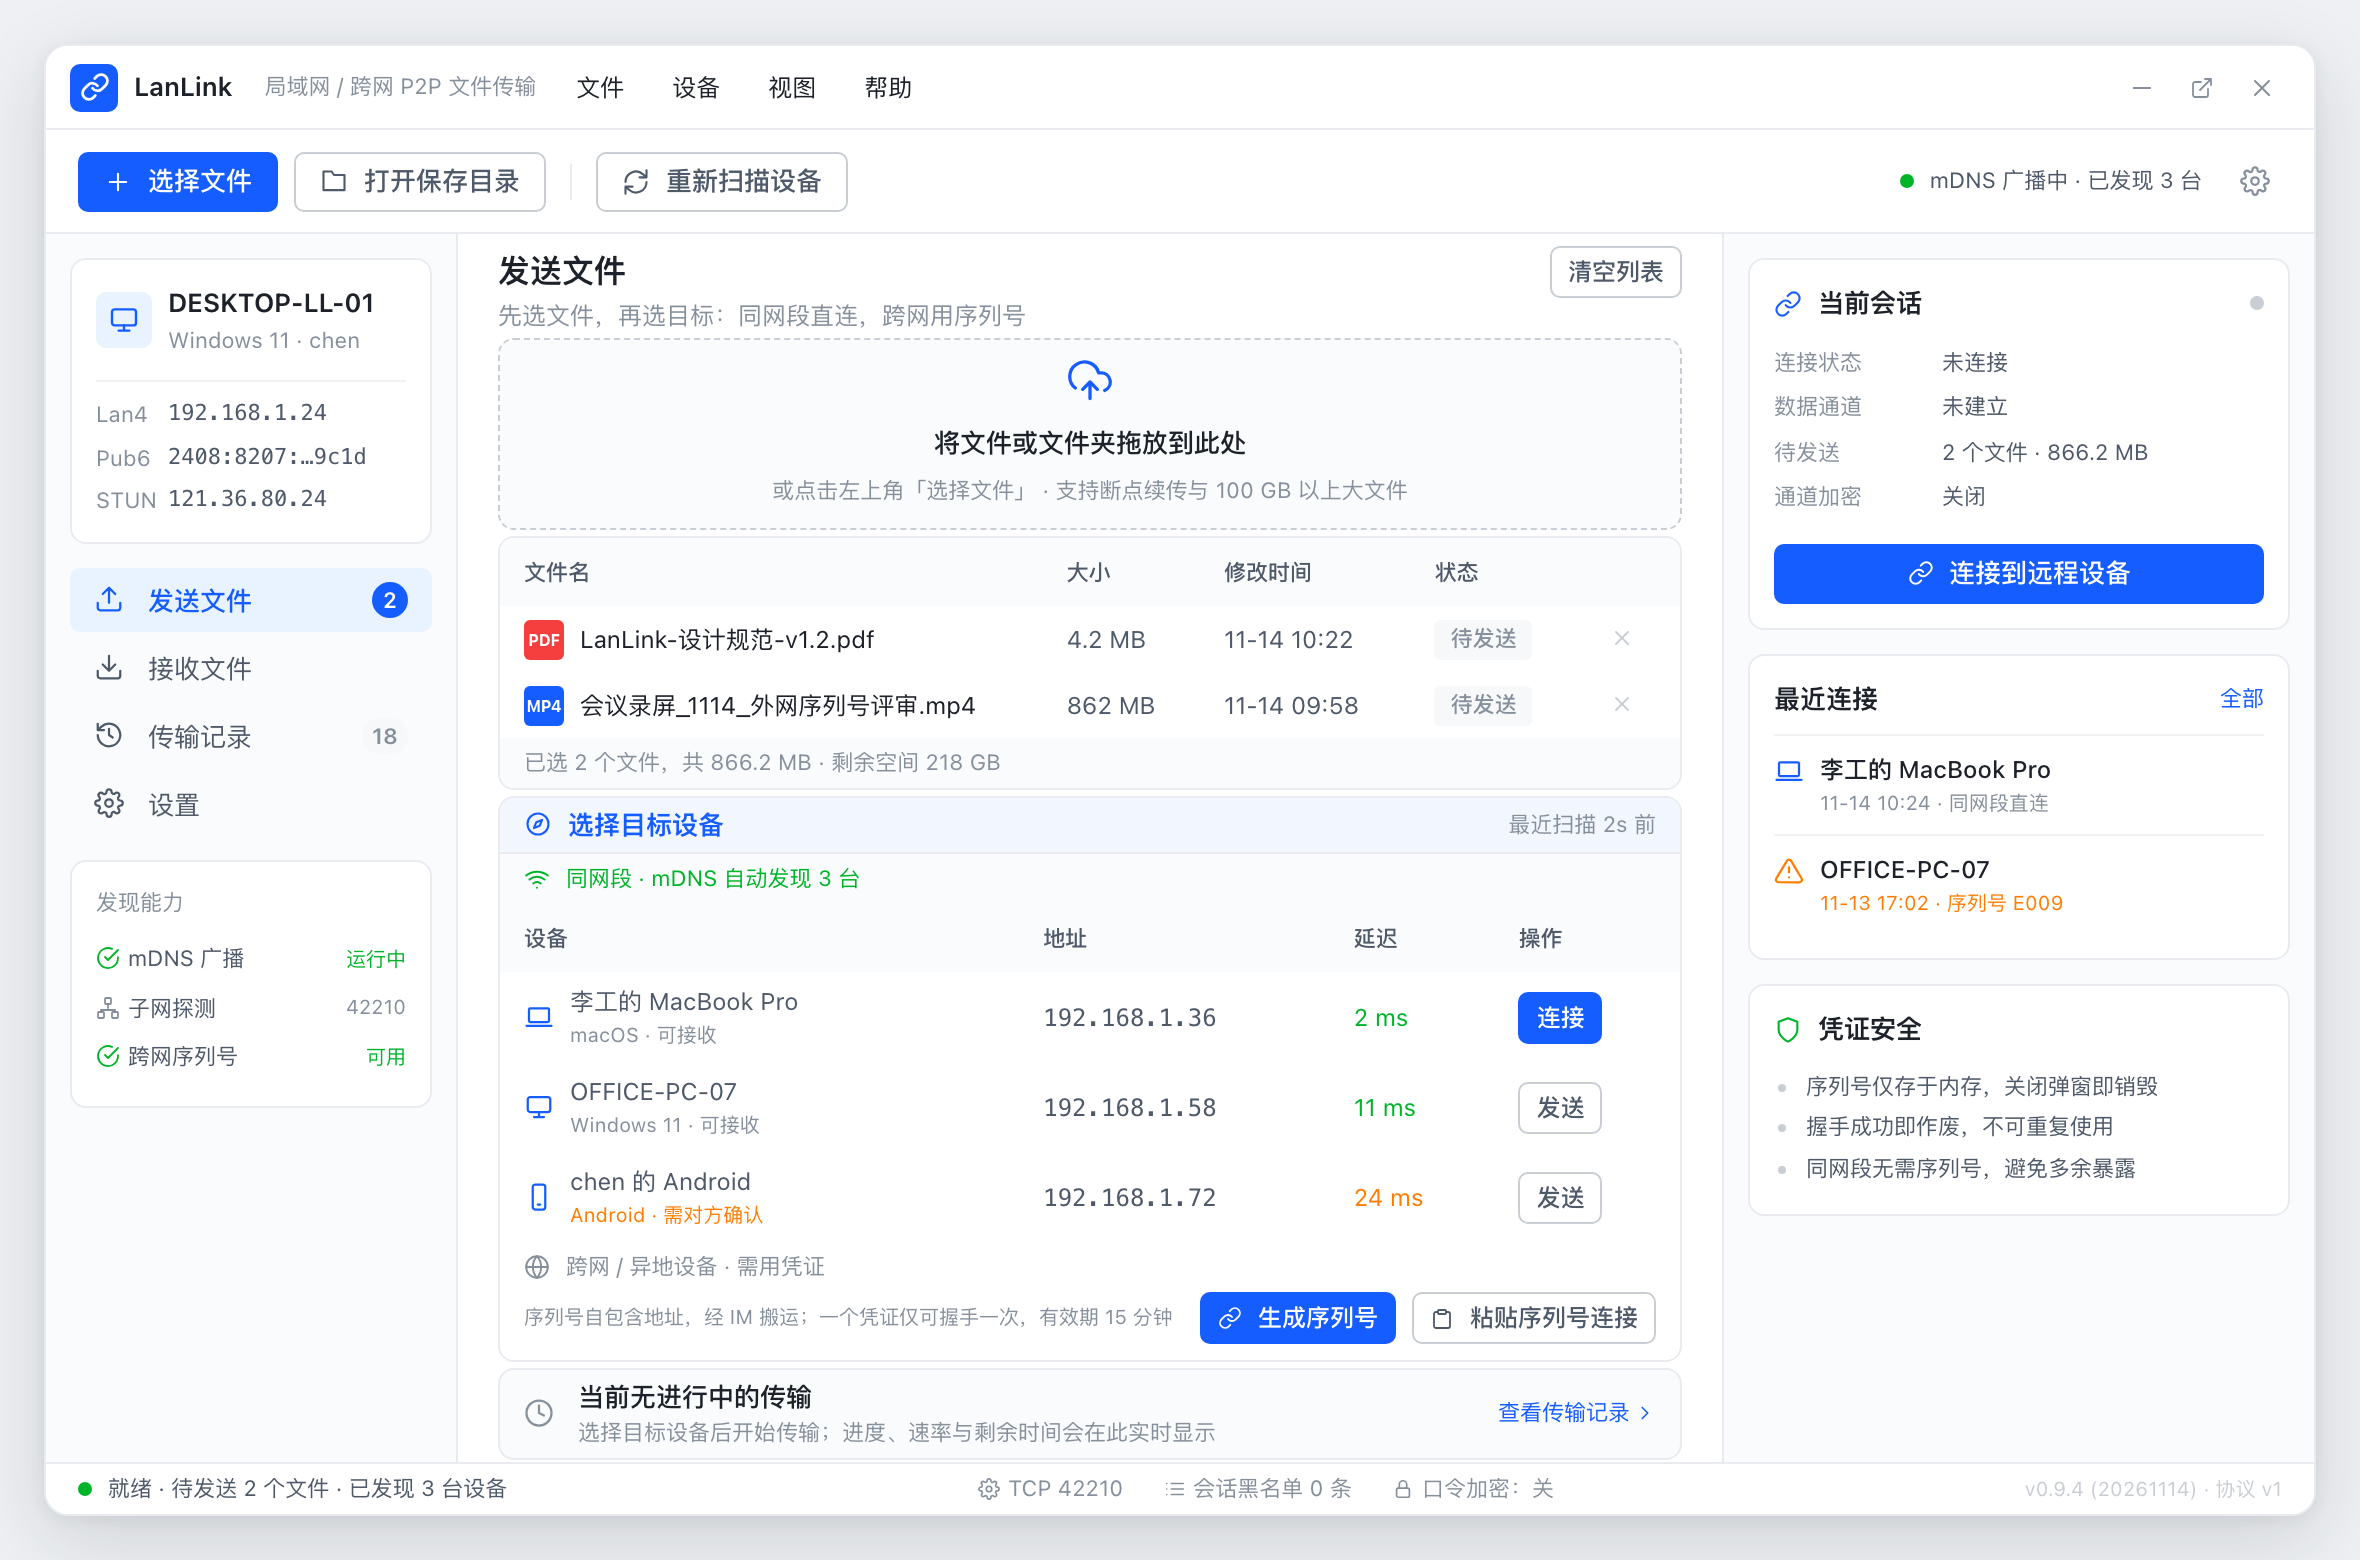 LanLink 局域网 / 跨网 P2P 文件传输 文件 设备 视图 帮助
选择文件 打开保存目录 重新扫描设备 mDNS 广播中 · 已发现 3 台
DESKTOP-LL-01
Windows 11 · chen
Lan4 192.168.1.24
Pub6 2408:8207:…9c1d
STUN 121.36.80.24
发送文件 2
接收文件
传输记录 18
设置
发现能力
mDNS 广播 运行中
子网探测 42210
跨网序列号 可用
发送文件 清空列表
先选文件，再选目标：同网段直连，跨网用序列号
将文件或文件夹拖放到此处
或点击左上角「选择文件」 · 支持断点续传与 100 GB 以上大文件
文件名 大小 修改时间 状态
PDF LanLink-设计规范-v1.2.pdf 4.2 MB 11-14 10:22 待发送
MP4 会议录屏_1114_外网序列号评审.mp4 862 MB 11-14 09:58 待发送
已选 2 个文件，共 866.2 MB · 剩余空间 218 GB
选择目标设备 最近扫描 2s 前
同网段 · mDNS 自动发现 3 台
设备 地址 延迟 操作
李工的 MacBook Pro 192.168.1.36 2 ms 连接
macOS · 可接收
OFFICE-PC-07 192.168.1.58 11 ms 发送
Windows 11 · 可接收
chen 的 Android 192.168.1.72 24 ms 发送
Android · 需对方确认
跨网 / 异地设备 · 需用凭证
序列号自包含地址，经 IM 搬运；一个凭证仅可握手一次，有效期 15 分钟 生成序列号 粘贴序列号连接
当前无进行中的传输
选择目标设备后开始传输；进度、速率与剩余时间会在此实时显示
查看传输记录
当前会话
连接状态 未连接
数据通道 未建立
待发送 2 个文件 · 866.2 MB
通道加密 关闭
连接到远程设备
最近连接 全部
李工的 MacBook Pro
11-14 10:24 · 同网段直连
OFFICE-PC-07
11-13 17:02 · 序列号 E009
凭证安全
序列号仅存于内存，关闭弹窗即销毁
握手成功即作废，不可重复使用
同网段无需序列号，避免多余暴露
就绪 · 待发送 2 个文件 · 已发现 3 台设备 TCP 42210 会话黑名单 0 条 口令加密：关 v0.9.4 (20261114) · 协议 v1